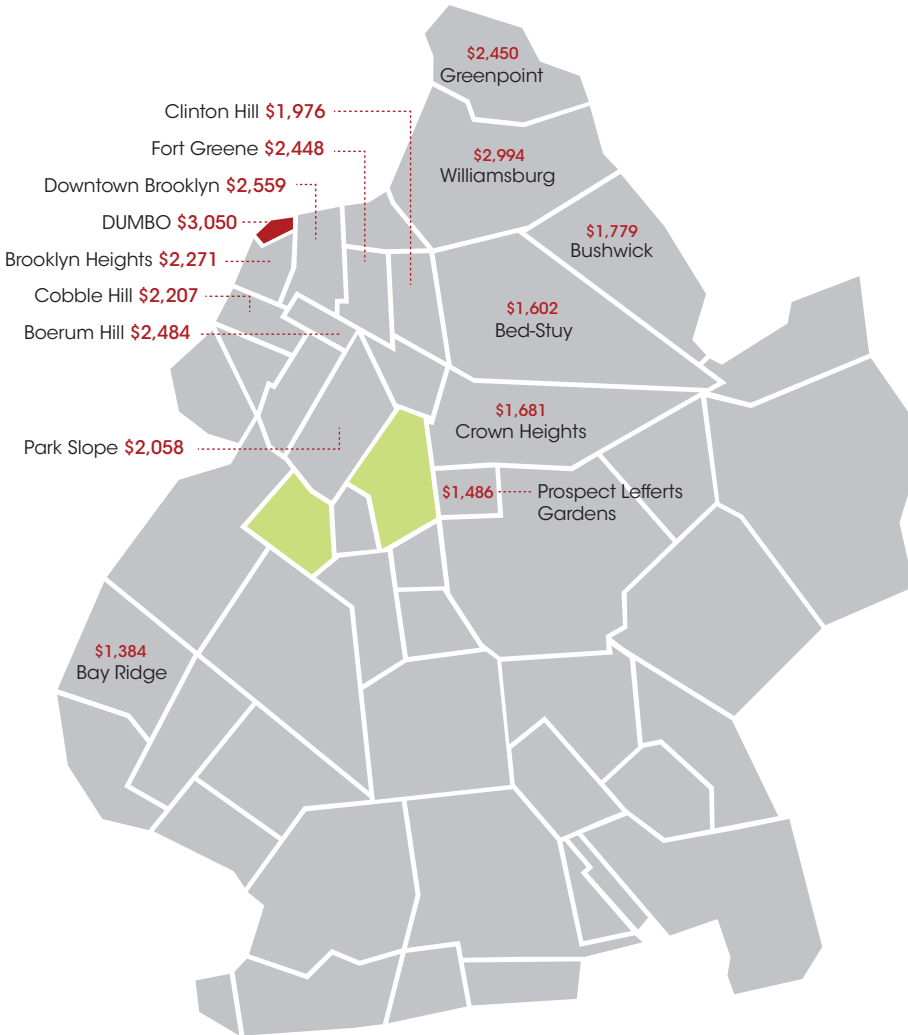 $2,450
Greenpoint
Clinton Hill $1,976
Fort Greene $2,448
$2,994
Williamsburg
Downtown Brooklyn $2,559
DUMBO $3,050
$1,779
Bushwick
Brooklyn Heights $2,271
Cobble Hill $2,207
$1,602
Bed-Stuy
Boerum Hill $2,484
$1,681
Crown Heights
Park Slope $2,058
$1,486 Prospect Lefferts
Gardens
$1,384
Bay Ridge